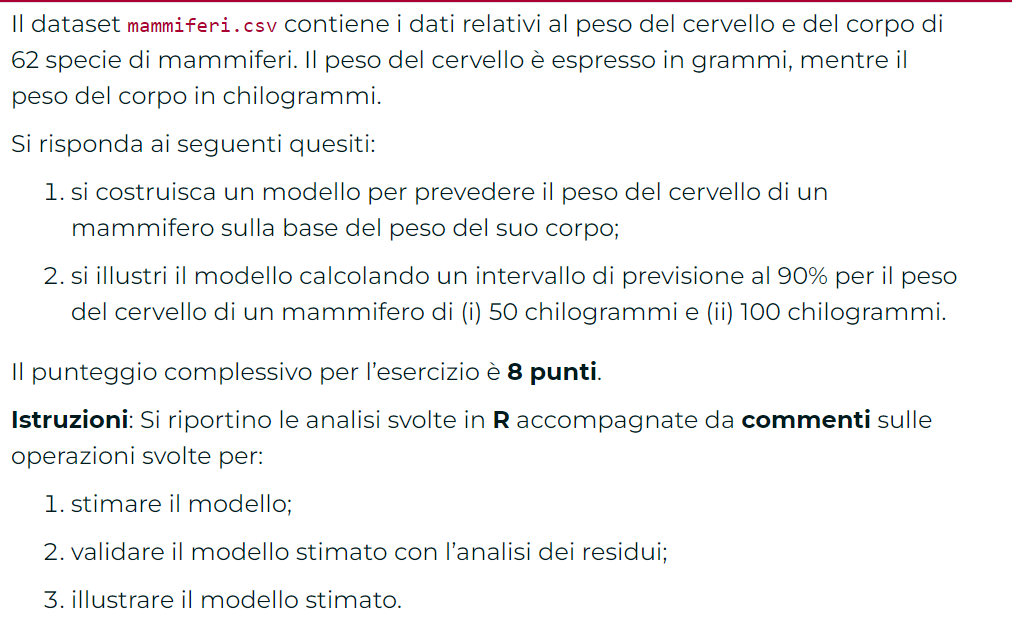 Il dataset mammiferi.csv contiene i dati relativi al peso del cervello e del corpo di
62 specie di mammiferi. Il peso del cervello è espresso in grammi, mentre il
peso del corpo in chilogrammi.
Si risponda ai seguenti quesiti:
1. si costruisca un modello per prevedere il peso del cervello di un
mammifero sulla base del peso del suo corpo;
2. si illustri il modello calcolando un intervallo di previsione al 90% per il peso
del cervello di un mammifero di (i) 50 chilogrammi e (ii) 100 chilogrammi.
Il punteggio complessivo per l'esercizio è 8 punti.
Istruzioni: Si riportino le analisi svolte in R accompagnate da commenti sulle
operazioni svolte per:
1. stimare il modello;
2. validare il modello stimato con l'analisi dei residui;
3. illustrare il modello stimato.